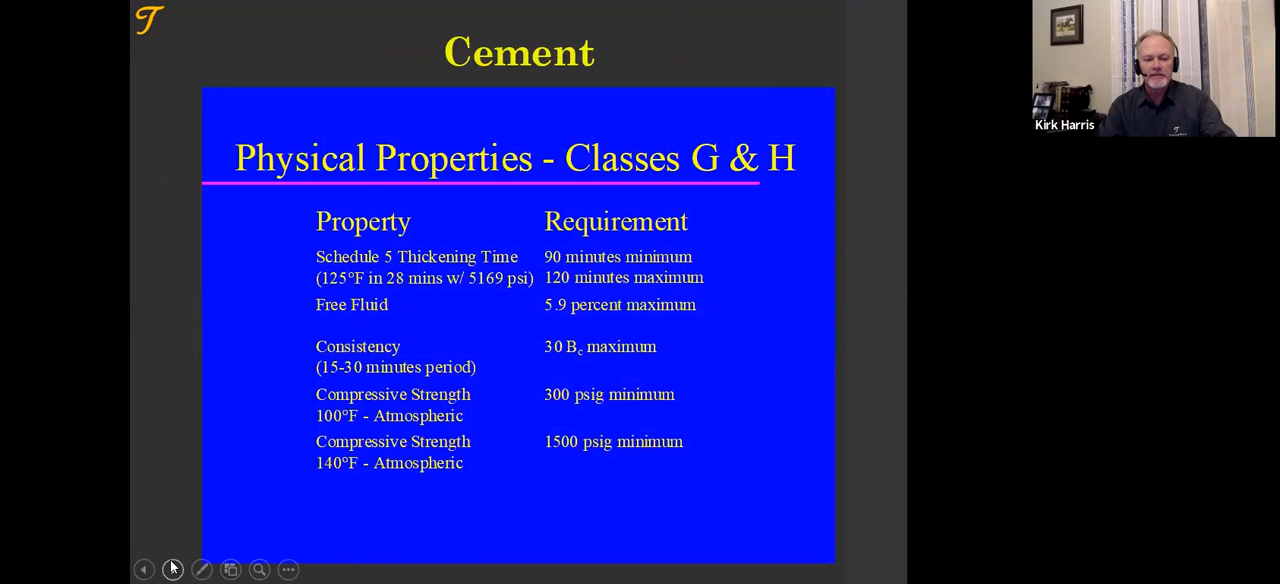 T
Cement
Kirk Harris
Physical Properties - Classes G & H
Property Requirement
Schedule 5 Thickening Time 90 minutes minimum
(125°F in 28 mins w/ 5169 psi) 120 minutes maximum
Free Fluid 5.9 percent maximum
Consistency 30 Bc maximum
(15-30 minutes period)
Compressive Strength 300 psig minimum
100°F - Atmospheric
Compressive Strength 1500 psig minimum
140°F - Atmospheric